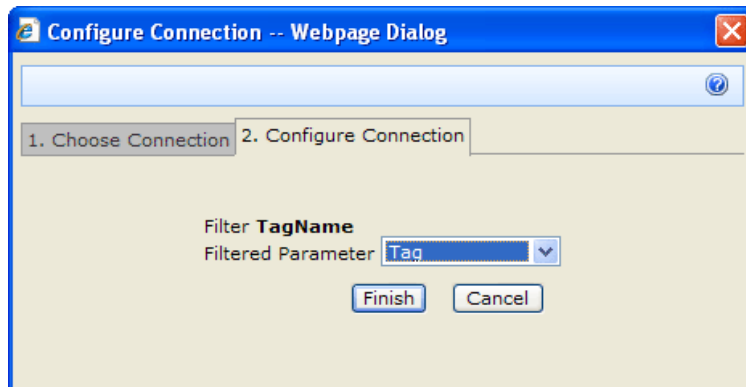 Configure Connection -- Webpage Dialog
1. Choose Connection 2. Configure Connection
Filter TagName
Filtered Parameter Tag
Finish Cancel